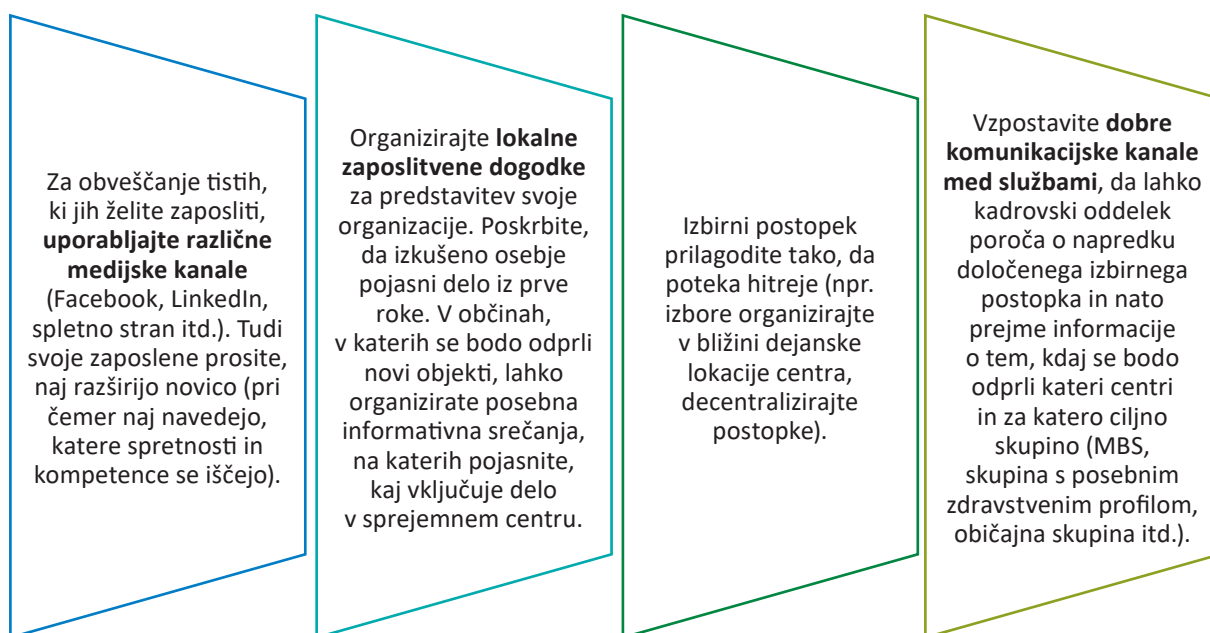 Za obveščanje tistih,
ki jih želite zaposliti,
uporabljajte različne
medijske kanale
(Facebook, LinkedIn,
spletno stran itd.). Tudi
svoje zaposlene prosite,
naj razširijo novico (pri
čemer naj navedejo,
katere spretnosti in
kompetence se iščejo).
Organizirajte lokalne
zaposlitvene dogodke
za predstavitev svoje
organizacije. Poskrbite,
da izkušeno osebje
pojasni delo iz prve
roke. V občinah,
v katerih se bodo odprli
novi objekti, lahko
organizirate posebna
informativna srečanja,
na katerih pojasnite,
kaj vključuje delo
v sprejemnem centru.
Izbirni postopek
prilagodite tako, da
poteka hitreje (npr.
izbore organizirajte
v bližini dejanske
lokacije centra,
decentralizirajte
postopke).
Vzpostavite dobre
komunikacijske kanale
med službami, da lahko
kadrovski oddelek
poroča o napredku
določenega izbirnega
postopka in nato
prejme informacije
o tem, kdaj se bodo
odprli kateri centri
in za katero ciljno
skupino (MBS,
skupina s posebnim
zdravstvenim profilom,
običajna skupina itd.).